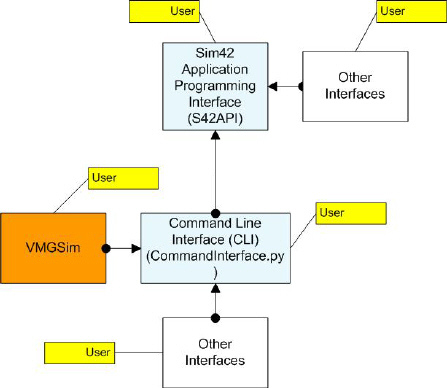 User
User
Sim42
Application
Programming
Interface
(S42API)
Other
Interfaces
User
User
VMGSim
Command Line
Interface (CLI)
(CommandInterface.py
)
User
Other
Interfaces